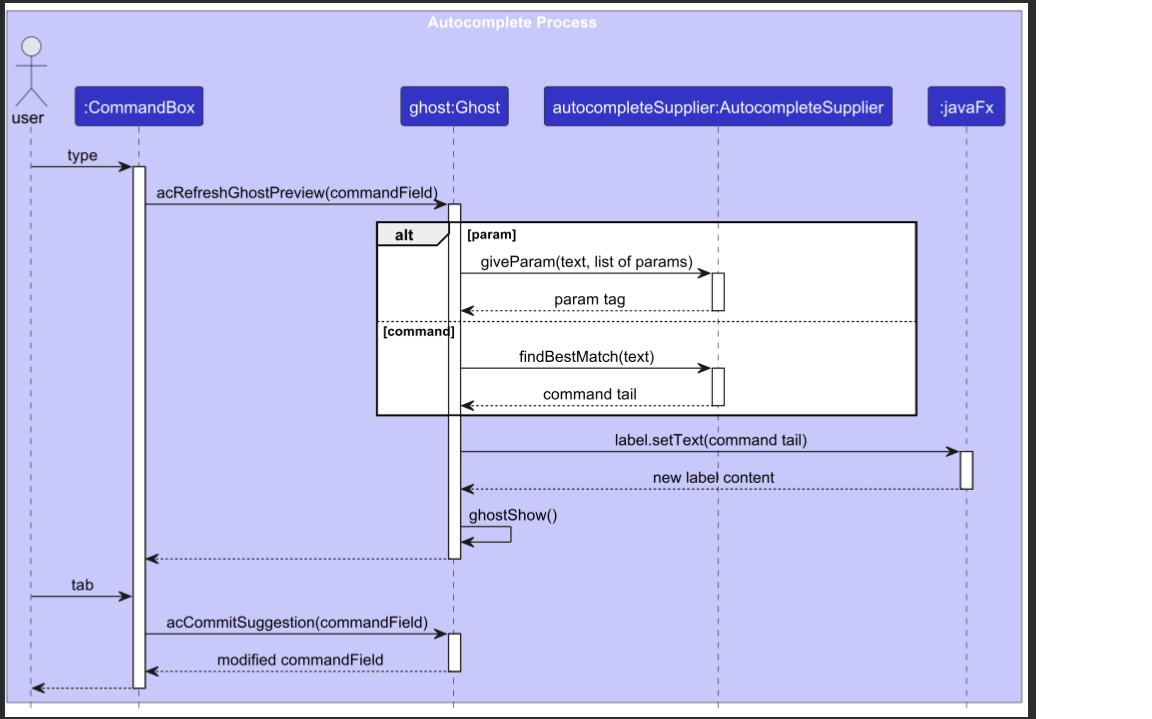 Autocomplete Process
user
:CommandBox
ghost:Ghost
autocompleteSupplier:AutocompleteSupplier
:javaFx
type
acRefreshGhostPreview(commandField)
alt
[param]
giveParam(text, list of params)
param tag
[command]
findBestMatch(text)
command tail
label.setText(command tail)
new label content
ghostShow()
tab
acCommitSuggestion(commandField)
modified commandField